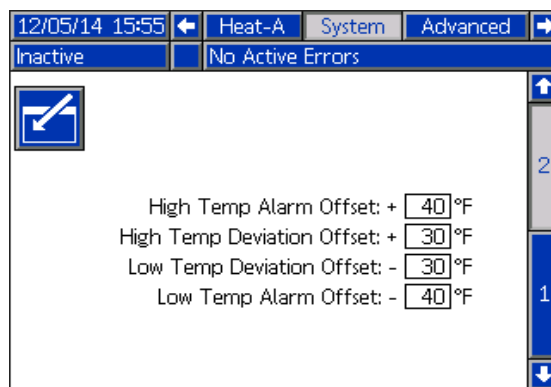 12/05/14 15:55 Heat-A System Advanced
Inactive No Active Errors
2
High Temp Alarm Offset: + 40 °F
High Temp Deviation Offset: + 30 °F
Low Temp Deviation Offset: - 30 °F
Low Temp Alarm Offset: - 40 °F
1